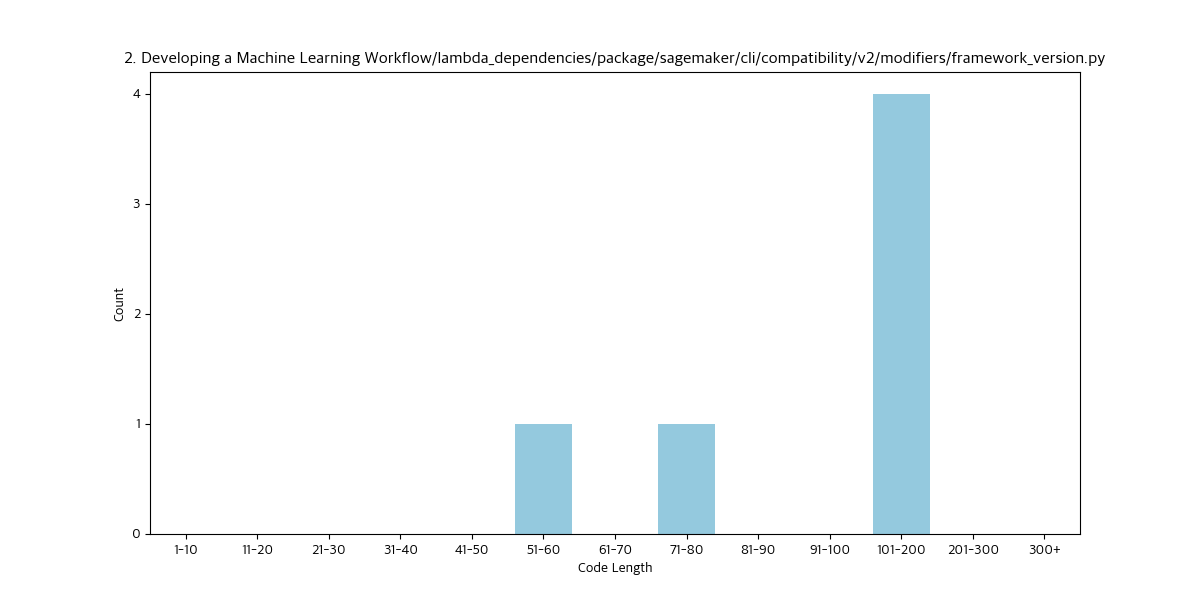 2. Developing a Machine Learning Workflow/lambda_dependencies/package/sagemaker/cli/compatibility/v2/modifiers/framework_version.py
Count
4
3
2
1
0
1-10 11-20 21-30 31-40 41-50 51-60 61-70 71-80 81-90 91-100 101-200 201-300 300+
Code Length